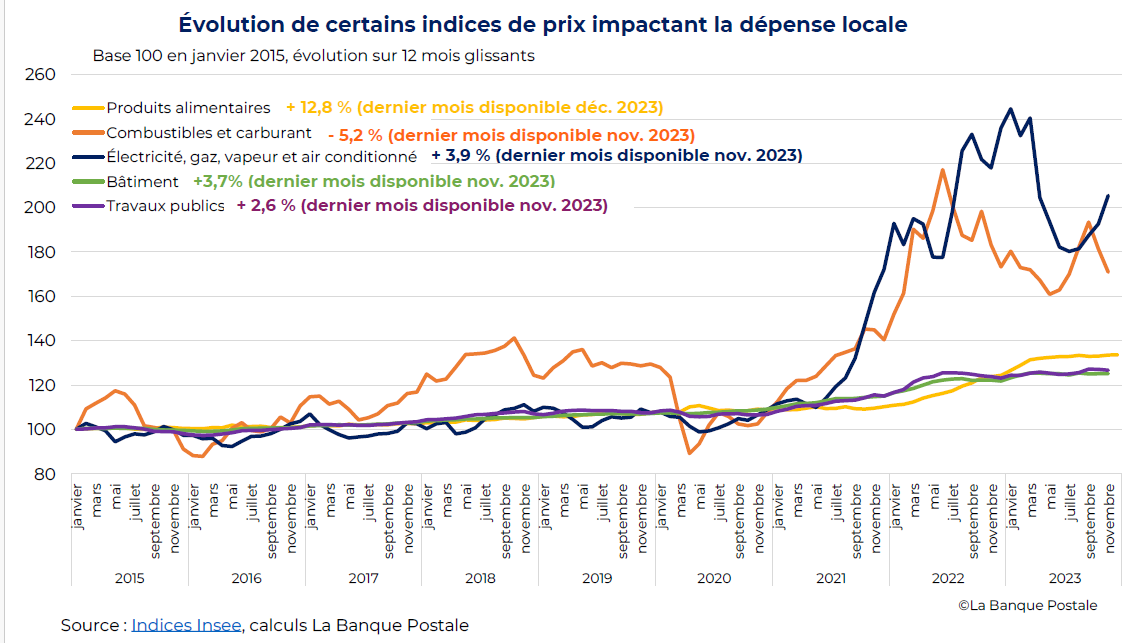 Évolution de certains indices de prix impactant la dépense locale
Base 100 en janvier 2015, évolution sur 12 mois glissants
260
240
220
200
180
160
140
120
100
80
Produits alimentaires + 12,8 % (dernier mois disponible déc. 2023)
Combustibles et carburant - 5,2 % (dernier mois disponible nov. 2023)
Électricité, gaz, vapeur et air conditionné + 3,9 % (dernier mois disponible nov. 2023)
Bâtiment +3,7% (dernier mois disponible nov. 2023)
Travaux publics + 2,6 % (dernier mois disponible nov. 2023)
janvier mars mai juillet septembre novembre janvier mars mai juillet septembre novembre janvier mars mai juillet septembre novembre janvier mars mai juillet septembre novembre janvier mars mai juillet septembre novembre janvier mars mai juillet septembre novembre janvier mars mai juillet septembre novembre janvier mars mai juillet septembre novembre janvier mars mai juillet septembre novembre
2015 2016 2017 2018 2019 2020 2021 2022 2023
©La Banque Postale
Source : Indices Insee, calculs La Banque Postale